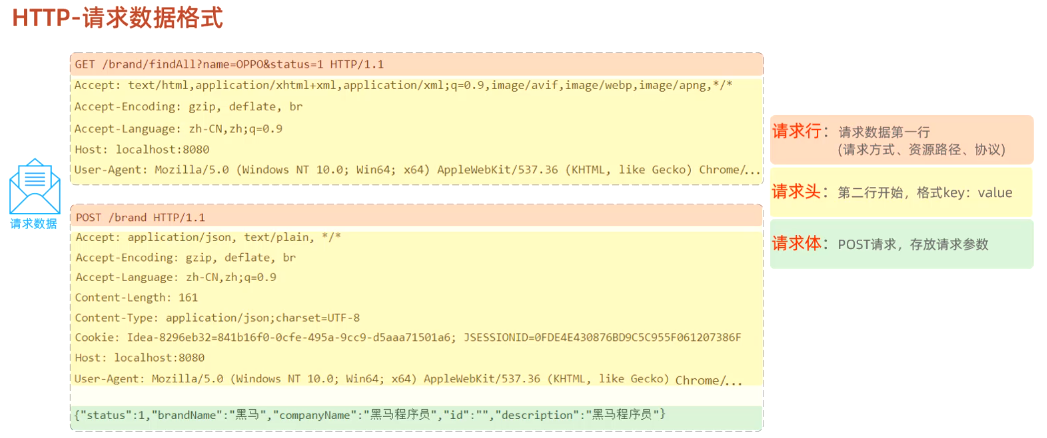 HTTP-请求数据格式
GET /brand/findAll?name=OPPO&status=1 HTTP/1.1
Accept: text/html,application/xhtml+xml,application/xml;q=0.9,image/avif,image/webp,image/apng,*/*
Accept-Encoding: gzip, deflate, br
Accept-Language: zh-CN,zh;q=0.9
Host: localhost:8080
User-Agent: Mozilla/5.0 (Windows NT 10.0; Win64; x64) AppleWebKit/537.36 (KHTML, like Gecko) Chrome/...
请求数据
POST /brand HTTP/1.1
Accept: application/json, text/plain, */*
Accept-Encoding: gzip, deflate, br
Accept-Language: zh-CN,zh;q=0.9
Content-Length: 161
Content-Type: application/json;charset=UTF-8
Cookie: Idea-8296eb32=841b16f0-0cfe-495a-9cc9-d5aaa71501a6; JSESSIONID=0FDE4E430876BD9C5C955F061207386F
Host: localhost:8080
User-Agent: Mozilla/5.0 (Windows NT 10.0; Win64; x64) AppleWebKit/537.36 (KHTML, like Gecko) Chrome/...
{"status":1,"brandName":"黑马","companyName":"黑马程序员","id":"","description":"黑马程序员"}
请求行：请求数据第一行
(请求方式、资源路径、协议)
请求头：第二行开始，格式key：value
请求体：POST请求，存放请求参数